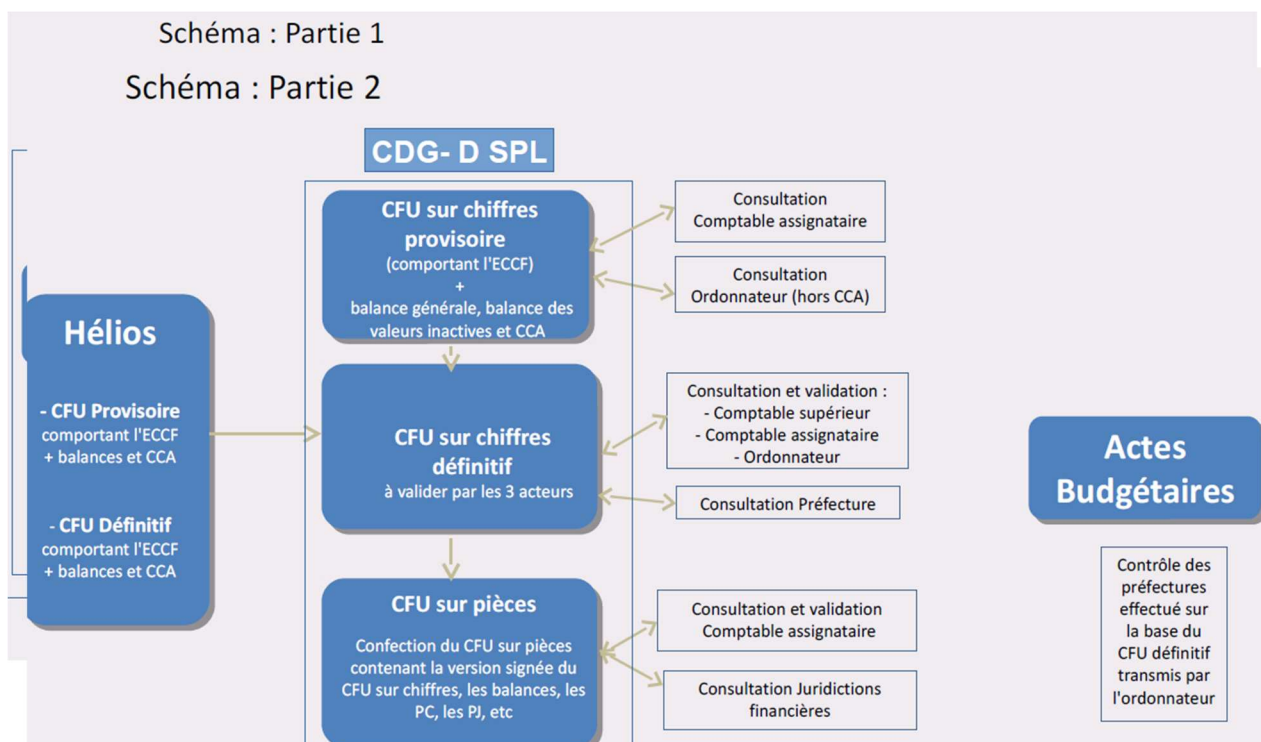 Schéma : Partie 1
Schéma : Partie 2
CDG- D SPL
Hélios
- CFU Provisoire
comportant l'ECCF
+ balances et CCA
- CFU Définitif
comportant l'ECCF
+ balances et CCA
CFU sur chiffres
provisoire
(comportant l'ECCF)
+
balance générale, balance des
valeurs inactives et CCA
Consultation
Comptable assignataire
Consultation
Ordonnateur (hors CCA)
CFU sur chiffres
définitif
à valider par les 3 acteurs
Consultation et validation :
- Comptable supérieur
- Comptable assignataire
- Ordonnateur
Consultation Préfecture
CFU sur pièces
Confection du CFU sur pièces
contenant la version signée du
CFU sur chiffres, les balances, les
PC, les PJ, etc
Consultation et validation
Comptable assignataire
Consultation Juridictions
financières
Actes
Budgétaires
Contrôle des
préfectures
effectué sur
la base du
CFU définitif
transmis par
l'ordonnateur